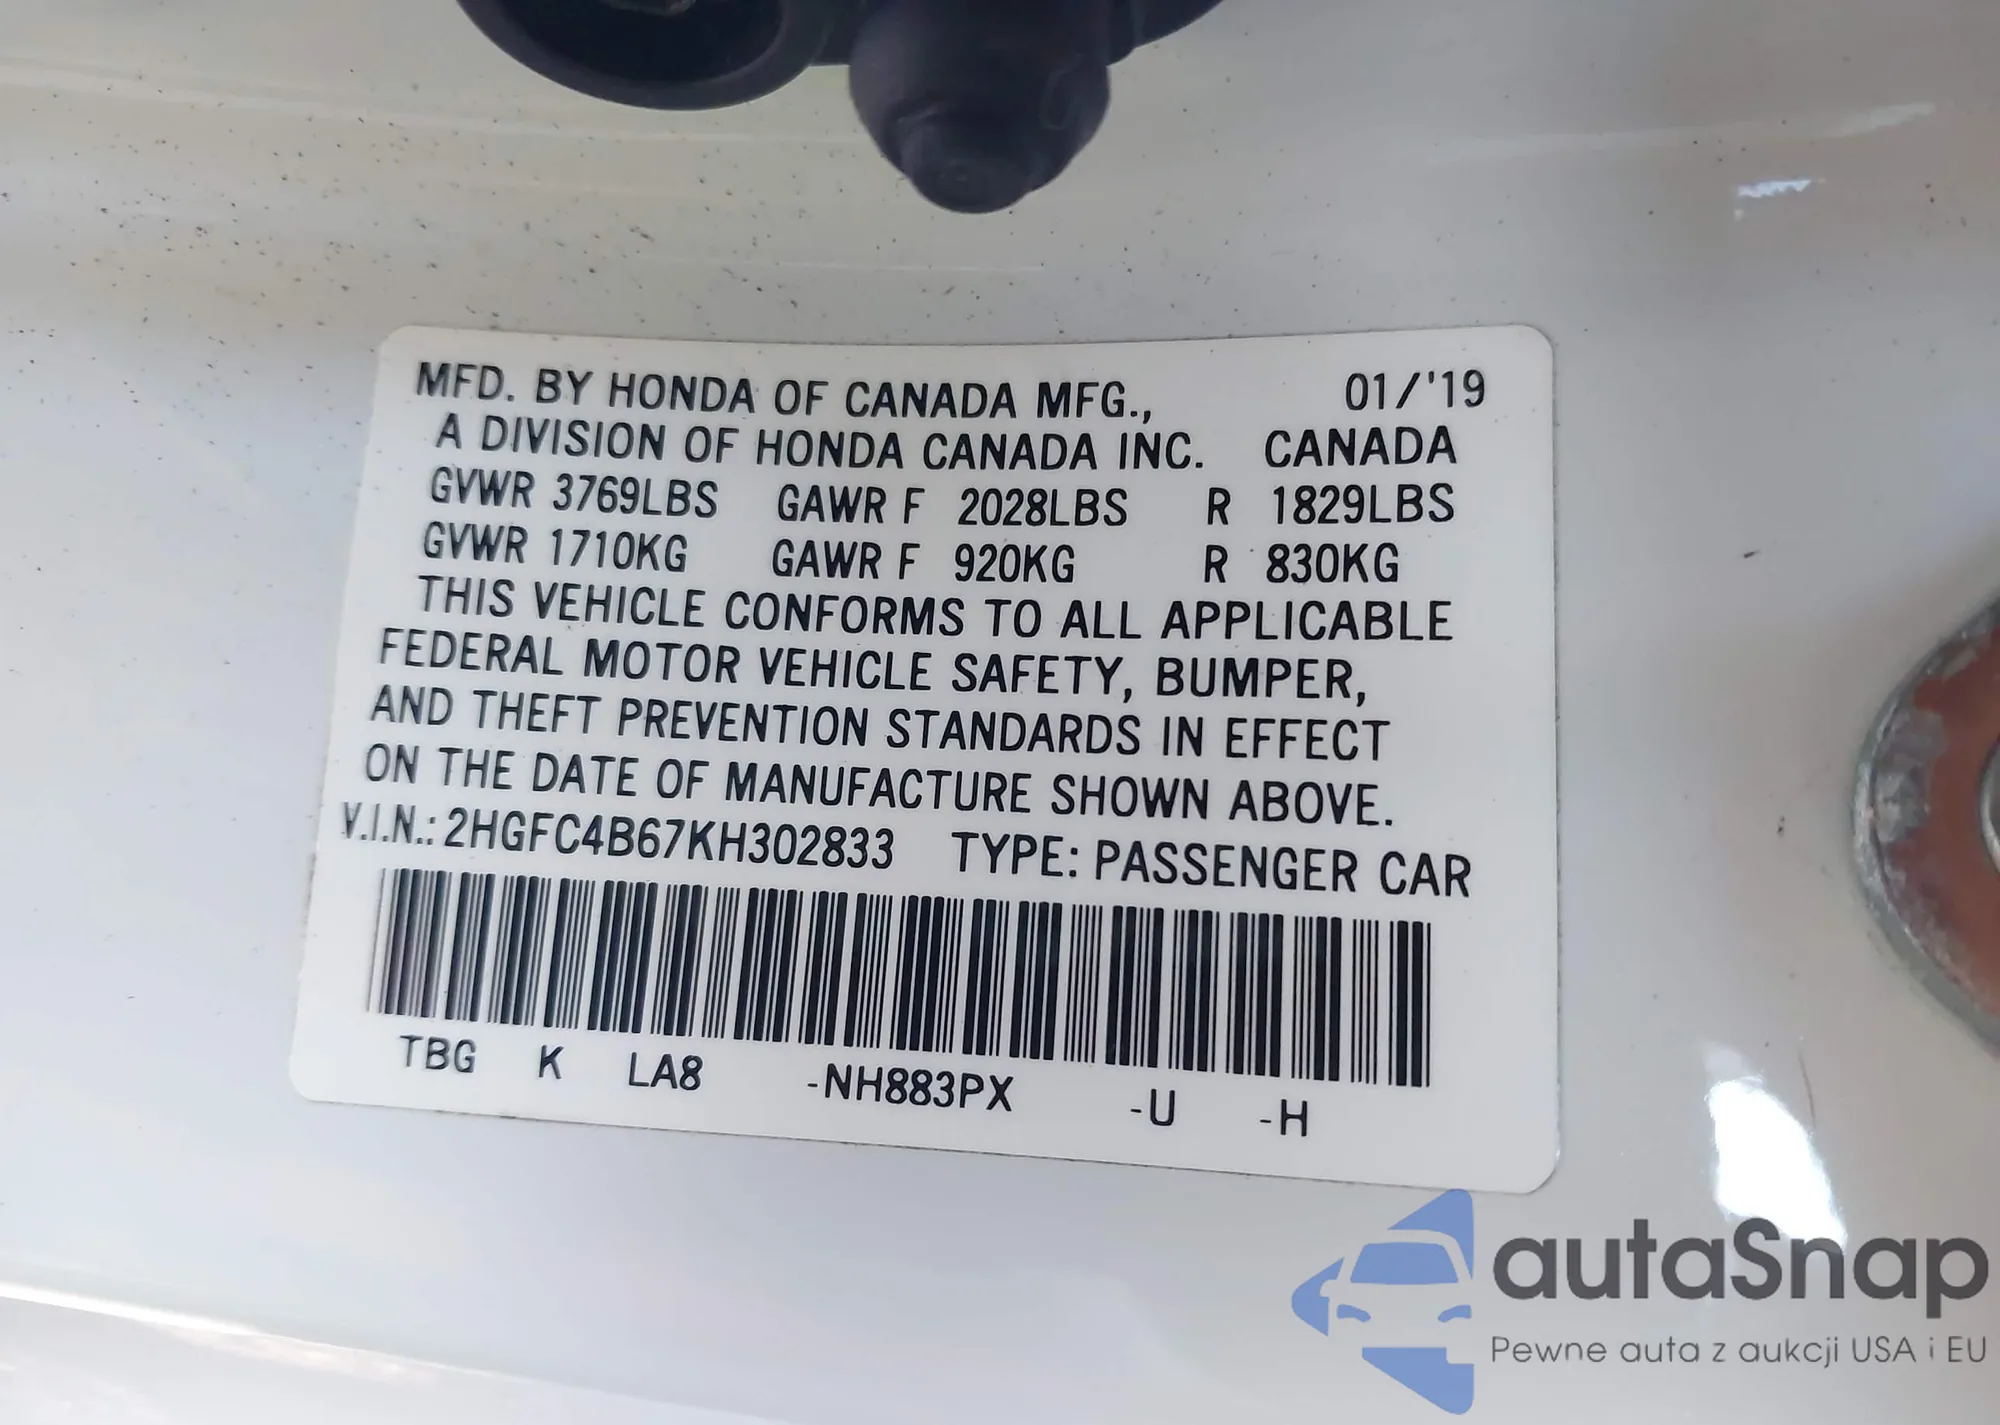 MFD. BY HONDA OF CANADA MFG., 01/'19
A DIVISION OF HONDA CANADA INC. CANADA
GVWR 3769LBS GAWR F 2028LBS R 1829LBS
GVWR 1710KG GAWR F 920KG R 830KG
THIS VEHICLE CONFORMS TO ALL APPLICABLE
FEDERAL MOTOR VEHICLE SAFETY, BUMPER,
AND THEFT PREVENTION STANDARDS IN EFFECT
ON THE DATE OF MANUFACTURE SHOWN ABOVE.
V.I.N.: 2HGFC4B67KH302833 TYPE: PASSENGER CAR
TBG K LA8 -NH883PX -U -H
autaSnap
Pewne auta z aukcji USA i EU